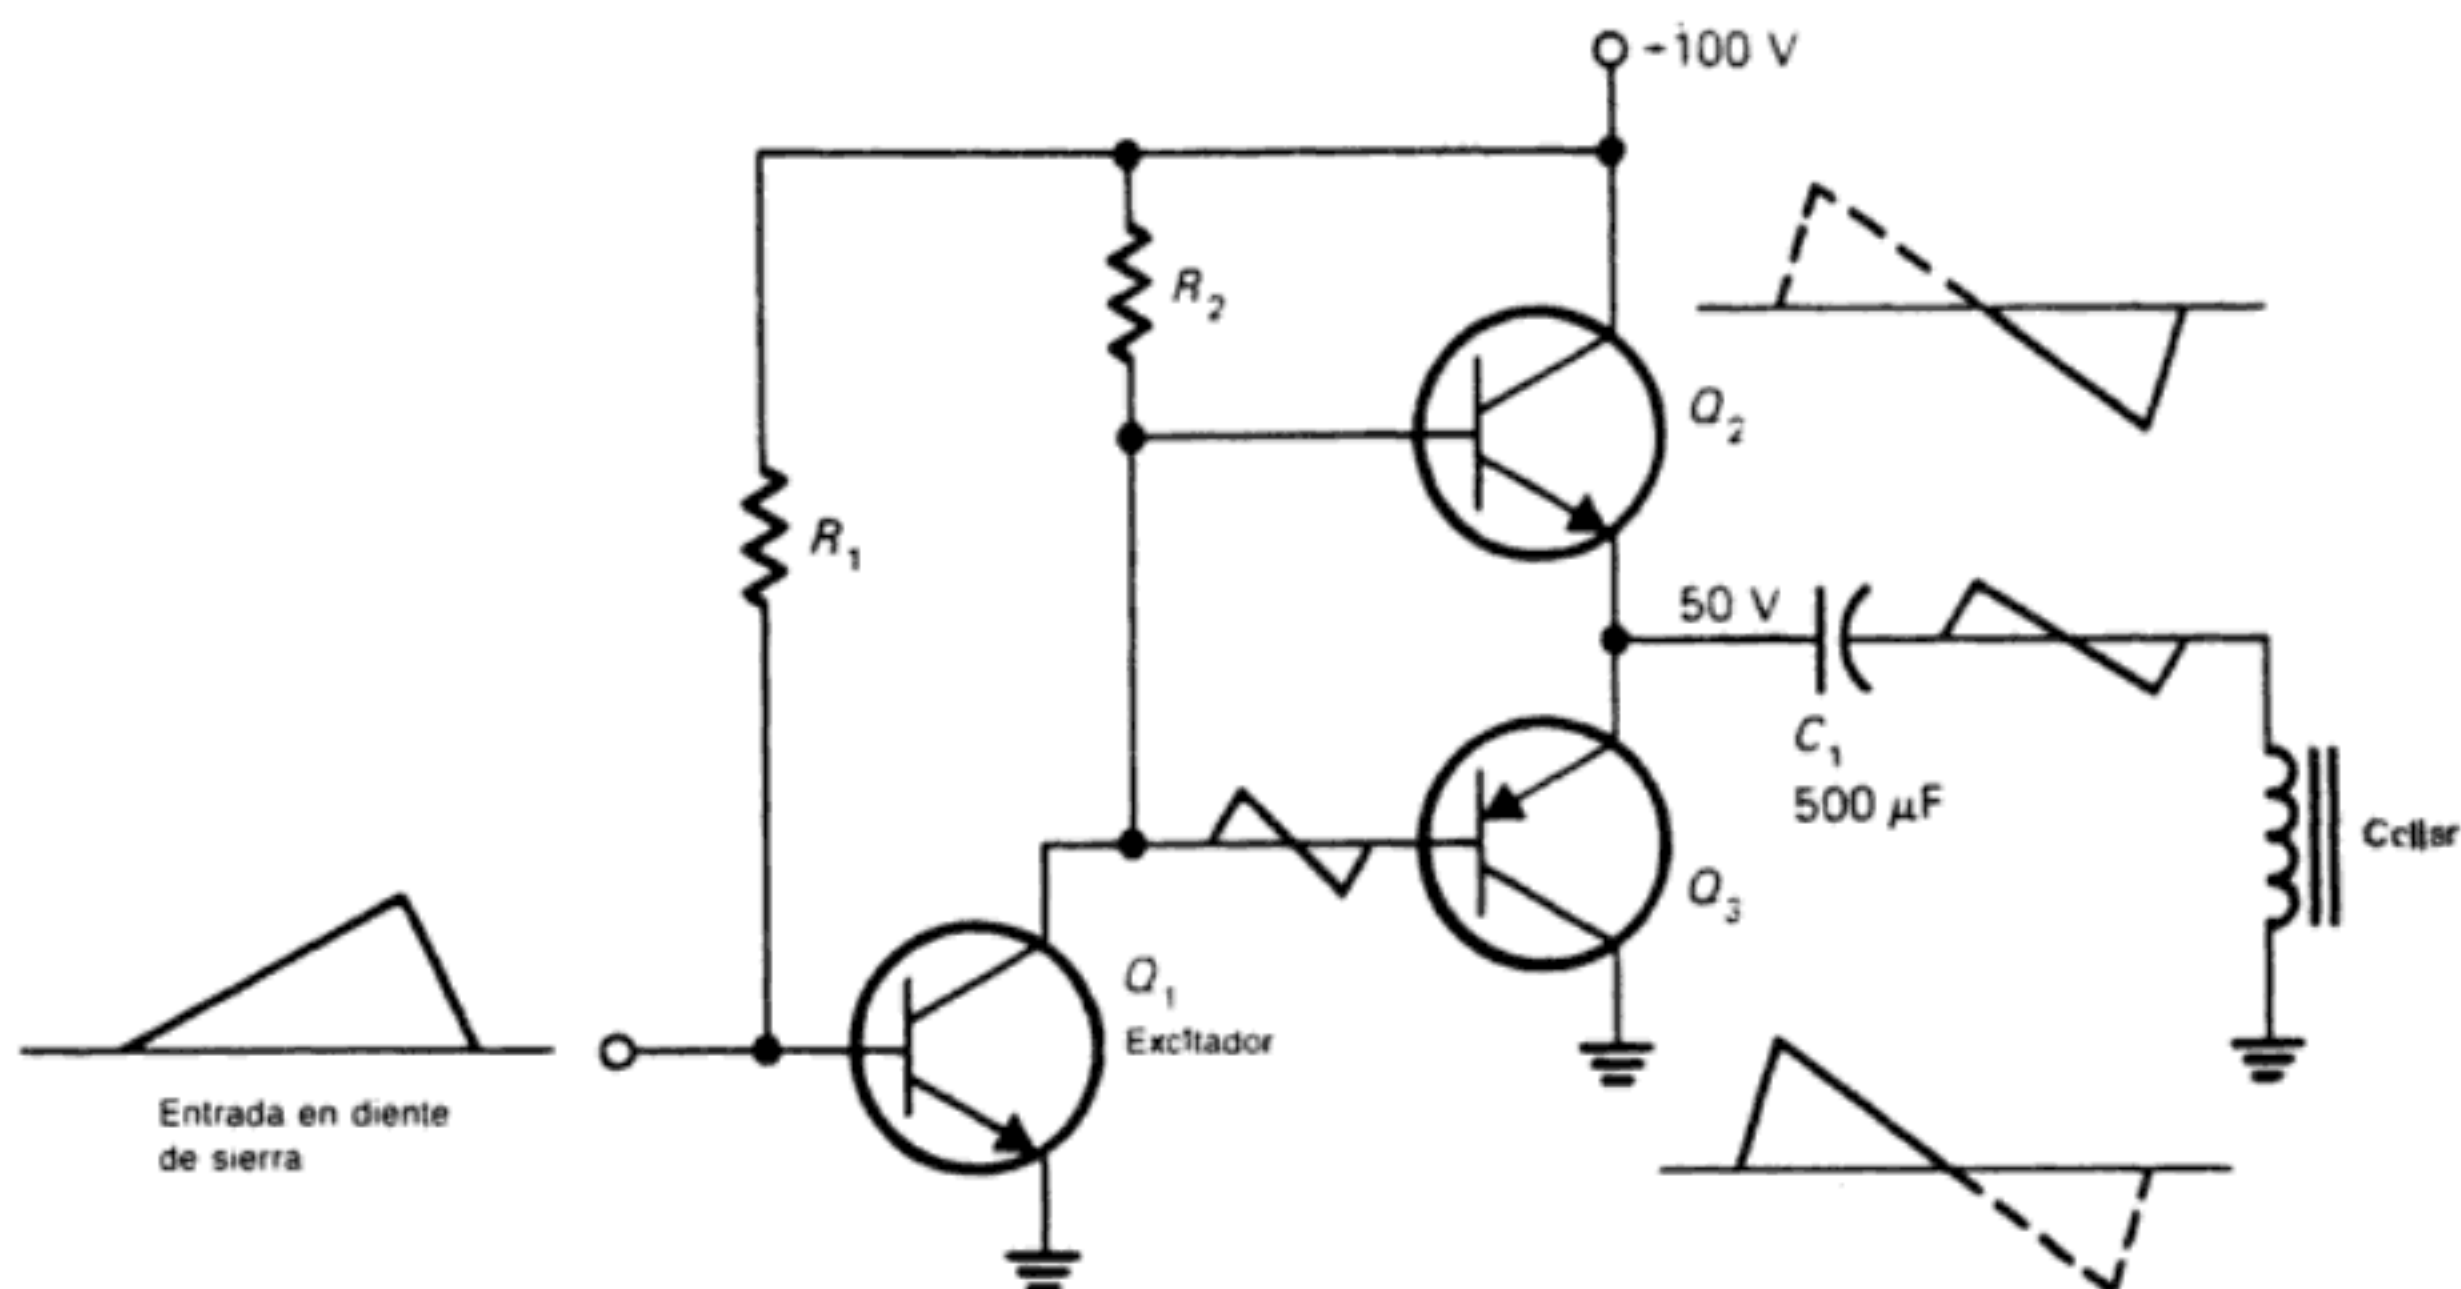 +100 V
R2
Q2
R1
50 V
C1
500 µF
Q3
Q1
Excitador
Entrada en diente
de sierra